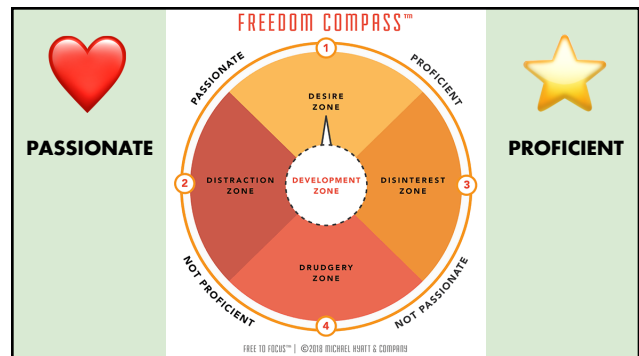 FREEDOM COMPASS™
1
PASSIONATE
PROFICIENT
DESIRE
ZONE
PASSIONATE
PROFICIENT
2
DISTRACTION
ZONE
DEVELOPMENT
ZONE
DISINTEREST
ZONE
3
DRUDGERY
ZONE
NOT PROFICIENT
NOT PASSIONATE
4
FREE TO FOCUS™ | ©2018 MICHAEL HYATT & COMPANY